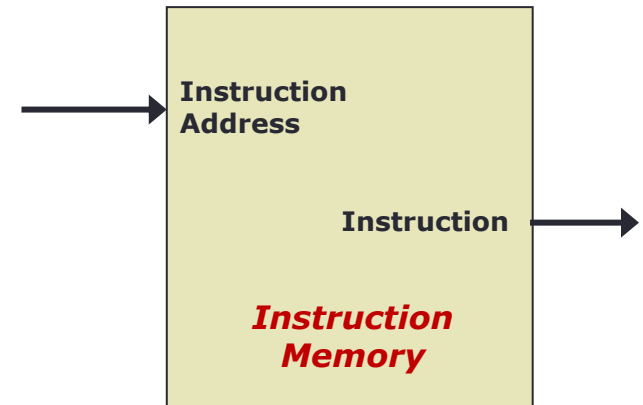 Instruction
Address
Instruction
Instruction
Memory